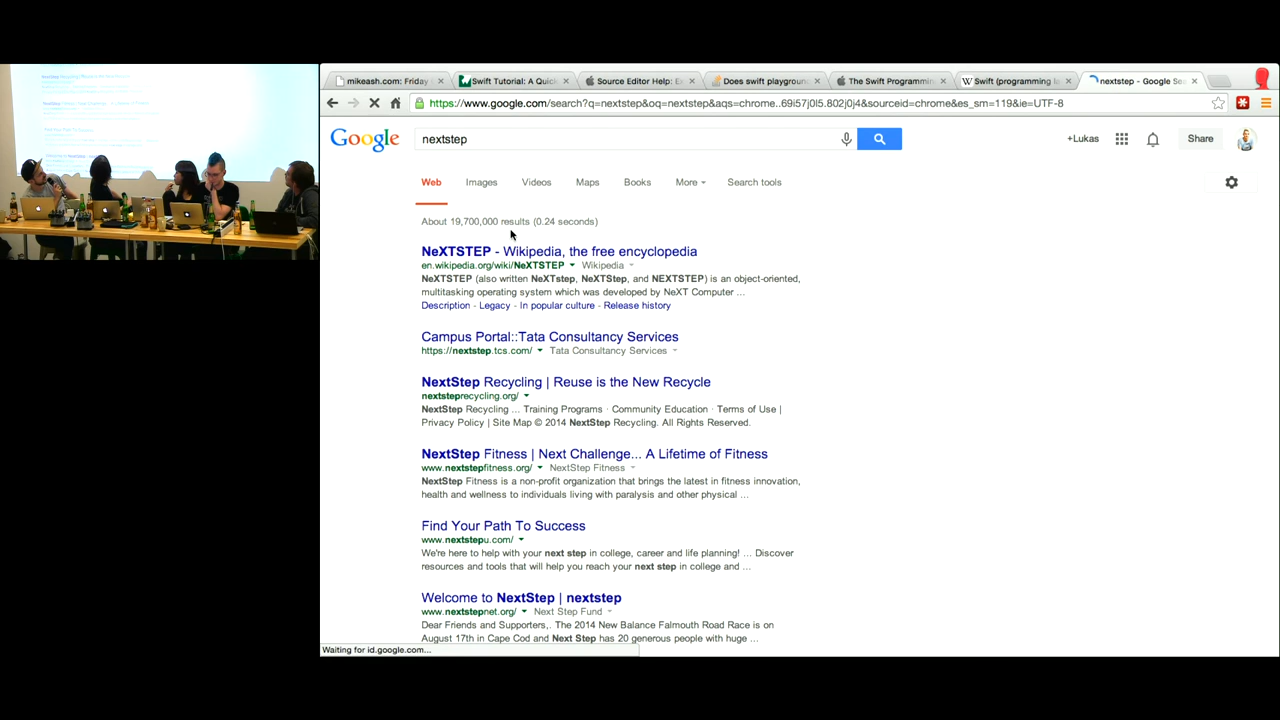 mikeash.com: Friday
Swift Tutorial: A Quick
Source Editor Help: E
Does swift playgroun
The Swift Programmin
Swift (programming l
nextstep - Google Sea
https://www.google.com/search?q=nextstep&oq=nextstep&aqs=chrome..69i57j0l5.802j0j4&sourceid=chrome&es_sm=119&ie=UTF-8
Google
nextstep
+Lukas
Share
Web
Images
Videos
Maps
Books
More
Search tools
About 19,700,000 results (0.24 seconds)
NeXTSTEP - Wikipedia, the free encyclopedia
en.wikipedia.org/wiki/NeXTSTEP Wikipedia
NeXTSTEP (also written NeXTstep, NeXTStep, and NEXTSTEP) is an object-oriented,
multitasking operating system which was developed by NeXT Computer ...
Description - Legacy - In popular culture - Release history
Campus Portal::Tata Consultancy Services
https://nextstep.tcs.com/ Tata Consultancy Services
NextStep Recycling | Reuse is the New Recycle
nextsteprecycling.org/
NextStep Recycling ... Training Programs · Community Education · Terms of Use |
Privacy Policy | Site Map © 2014 NextStep Recycling. All Rights Reserved.
NextStep Fitness | Next Challenge... A Lifetime of Fitness
www.nextstepfitness.org/ NextStep Fitness
NextStep Fitness is a non-profit organization that brings the latest in fitness innovation,
health and wellness to individuals living with paralysis and other physical ...
Find Your Path To Success
www.nextstepu.com/
We're here to help with your next step in college, career and life planning! ... Discover
resources and tools that will help you reach your next step in college and ...
Welcome to NextStep | nextstep
www.nextstepnet.org/ Next Step Fund
Dear Friends and Supporters,. The 2014 New Balance Falmouth Road Race is on
August 17th in Cape Cod and Next Step has 20 generous people with huge ...
Waiting for id.google.com...